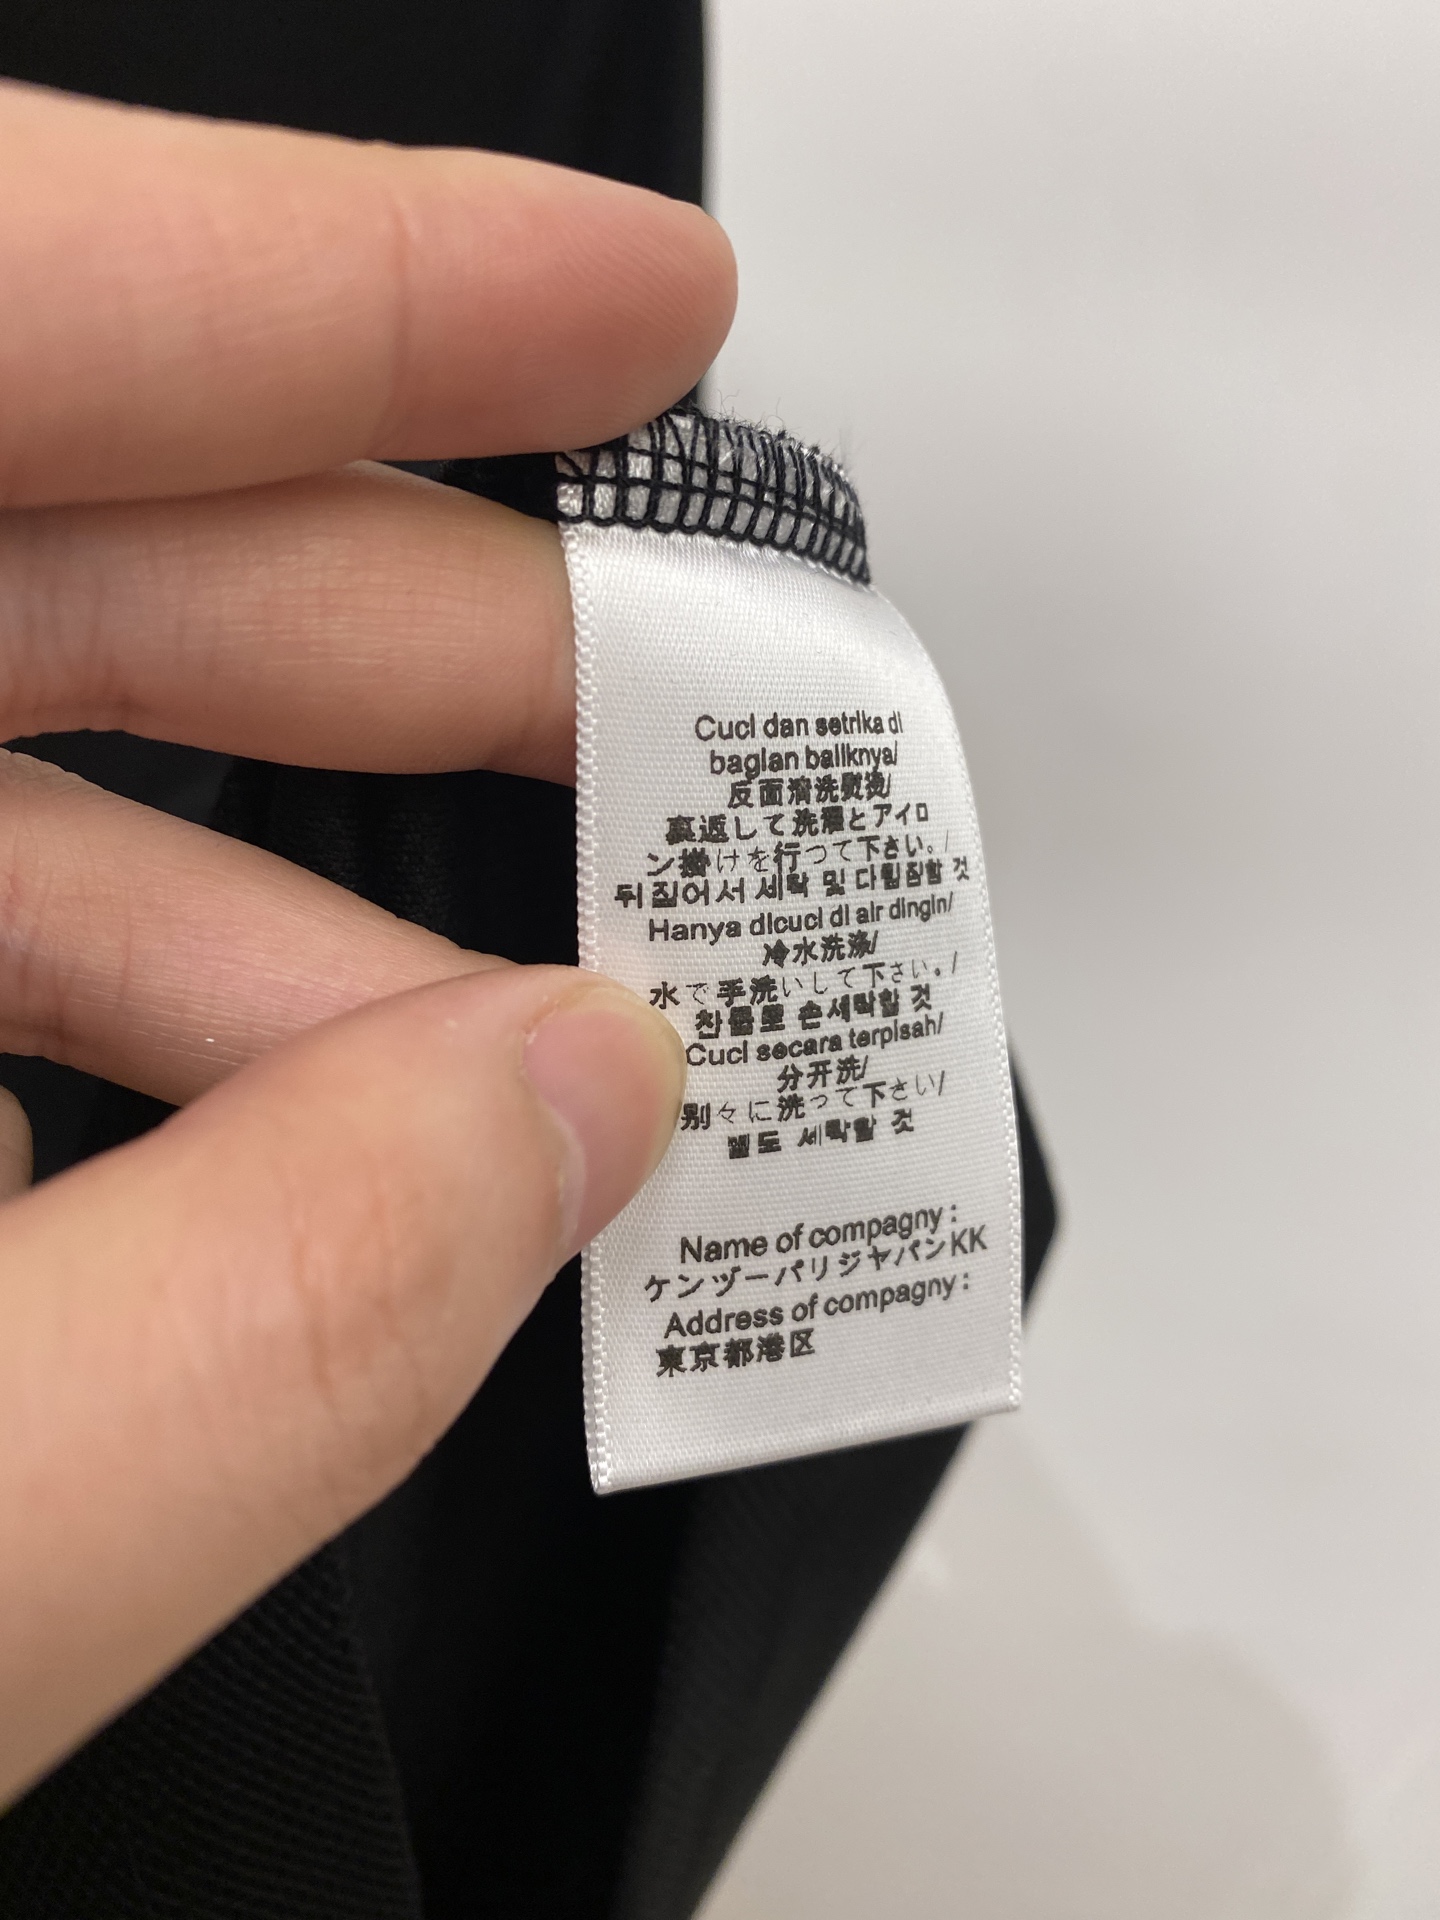 Cuci dan setrika di
bagian baliknya/
反面清洗熨烫/
裏返して洗濯とアイロ
ン掛けを行つて下さい。/
뒤집어서 세탁 및 다림질할 것
Hanya dicuci di air dingin/
冷水洗涤/
水で手洗いして下さい。/
찬물로 손세탁할 것
Cuci secara terpisah/
分开洗/
別々に洗って下さい/
별도 세탁할 것
Name of compagny :
ケンヅーパリジヤパンKK
Address of compagny :
東京都港区